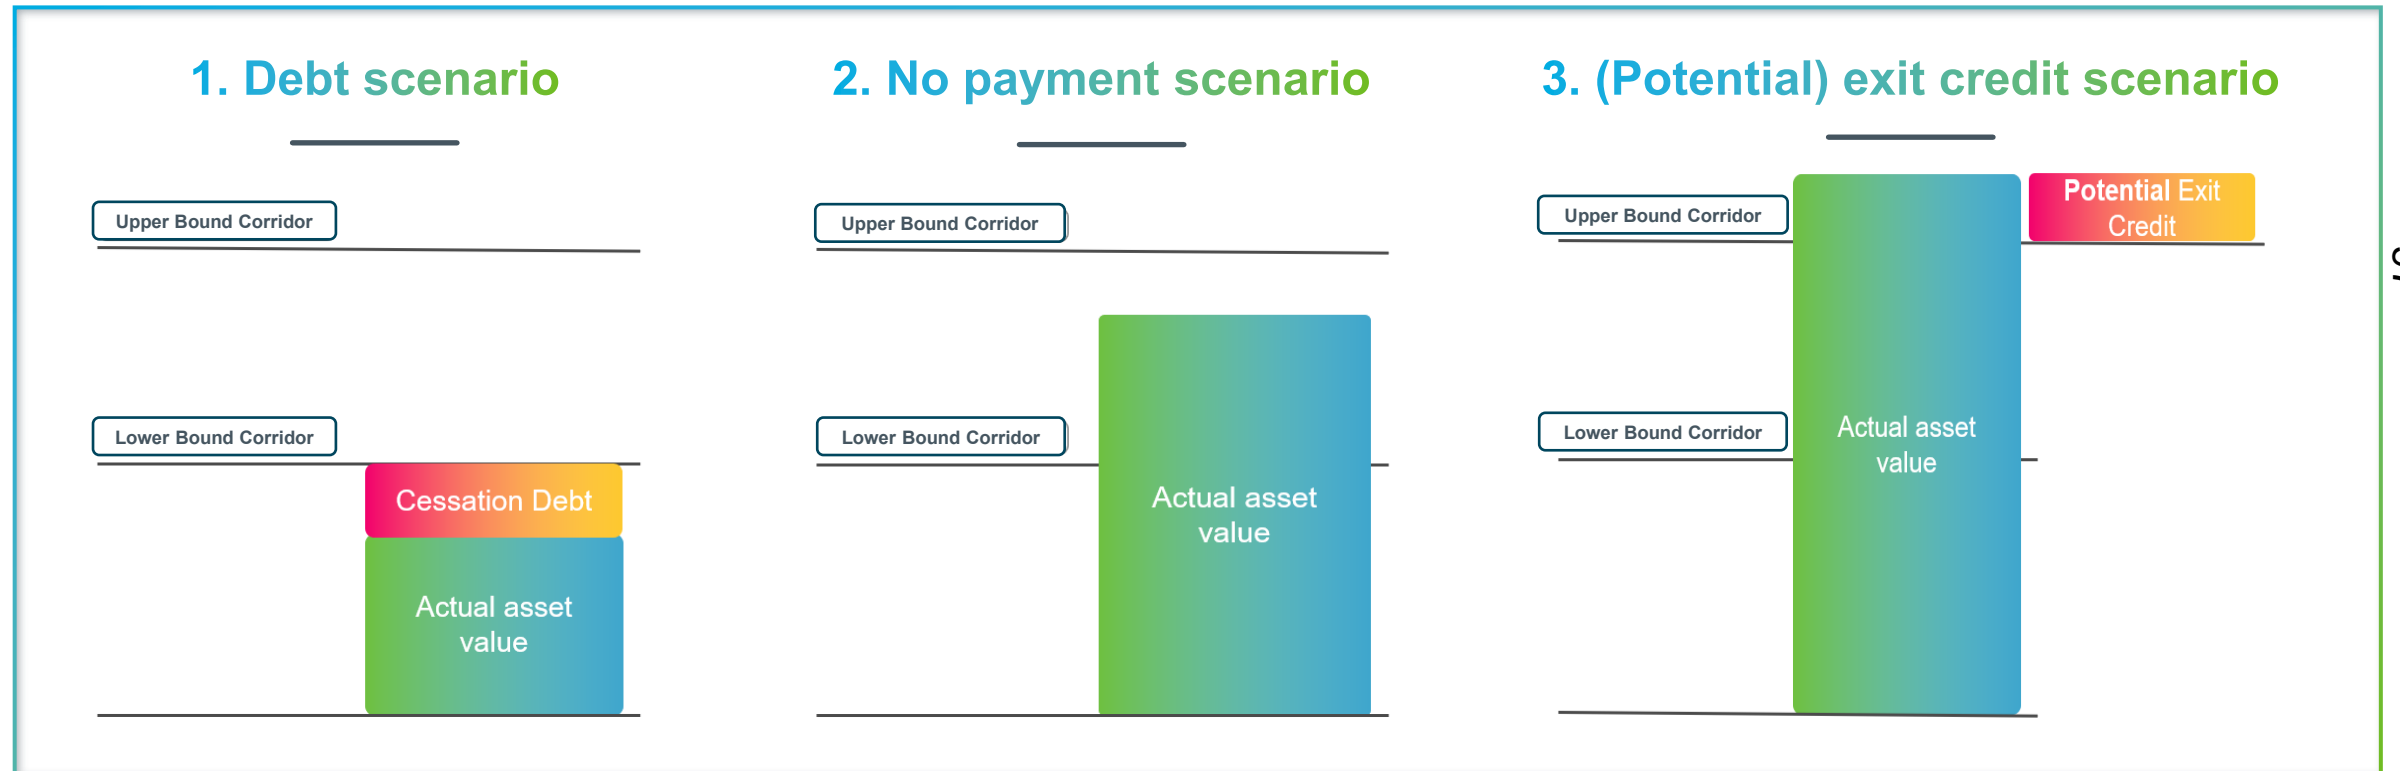 1. Debt scenario
Upper Bound Corridor
Lower Bound Corridor
Cessation Debt
Actual asset
value
2. No payment scenario
Upper Bound Corridor
Lower Bound Corridor
Actual asset
value
3. (Potential) exit credit scenario
Upper Bound Corridor
Potential Exit
Credit
Lower Bound Corridor
Actual asset
value